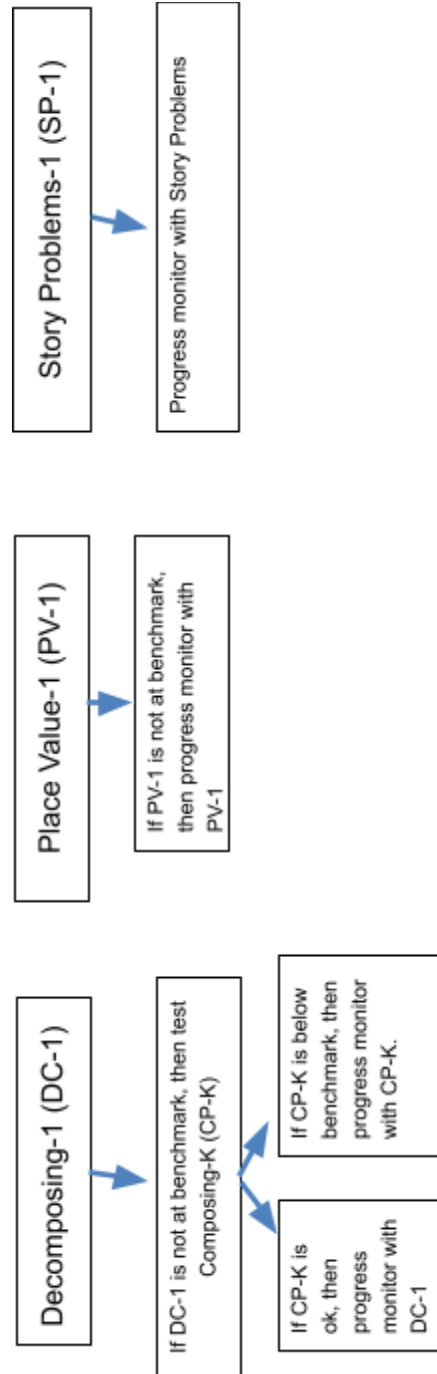 Decomposing-1 (DC-1)
If DC-1 is not at benchmark, then test
Composing-K (CP-K)
If CP-K is
ok, then
progress
monitor with
DC-1
If CP-K is below
benchmark, then
progress monitor
with CP-K.
Place Value-1 (PV-1)
If PV-1 is not at benchmark,
then progress monitor with
PV-1
Story Problems-1 (SP-1)
Progress monitor with Story Problems